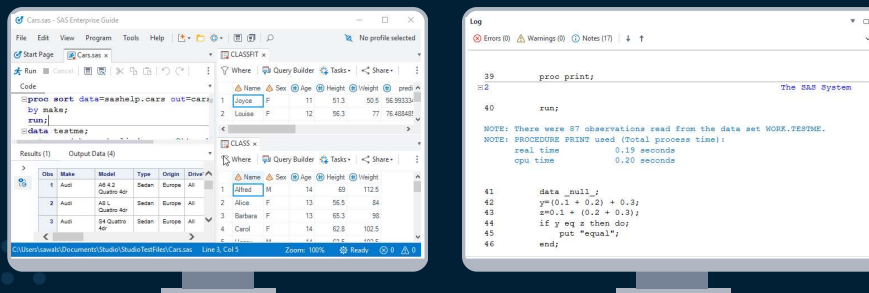 Cars.sas - SAS Enterprise Guide
File Edit View Program Tools Help No profile selected
Start Page Cars.sas ×
Run Cancel
Code
proc sort data=sashelp.cars out=cars
by make;
run;
data testme;
Results (1) Output Data (4)
Obs Make Model Type Origin Drive
1 Audi A6 4.2 Quattro 4dr Sedan Europe All
2 Audi A8 L Quattro 4dr Sedan Europe All
3 Audi S4 Quattro 4dr Sedan Europe All
CLASSFIT ×
Where Query Builder Tasks Share
Name Sex Age Height Weight predi
1 Joyce F 11 51.3 50.5 56.993334
2 Louise F 12 56.3 77 76.488485
CLASS ×
Where Query Builder Tasks Share
Name Sex Age Height Weight
1 Alfred M 14 69 112.5
2 Alice F 13 56.5 84
3 Barbara F 13 65.3 98
4 Carol F 14 62.8 102.5
C:\Users\sawals\Documents\Studio\StudioTestFiles\Cars.sas Line 3, Col 5 Zoom: 100% Ready 0 0
Log
Errors (0) Warnings (0) Notes (17)
39 proc print;
2 The SAS System
40 run;
NOTE: There were 87 observations read from the data set WORK.TESTME.
NOTE: PROCEDURE PRINT used (Total process time):
real time 0.19 seconds
cpu time 0.20 seconds
41 data _null_;
42 y=(0.1 + 0.2) + 0.3;
43 z=0.1 + (0.2 + 0.3);
44 if y eq z then do;
45 put "equal";
46 end;